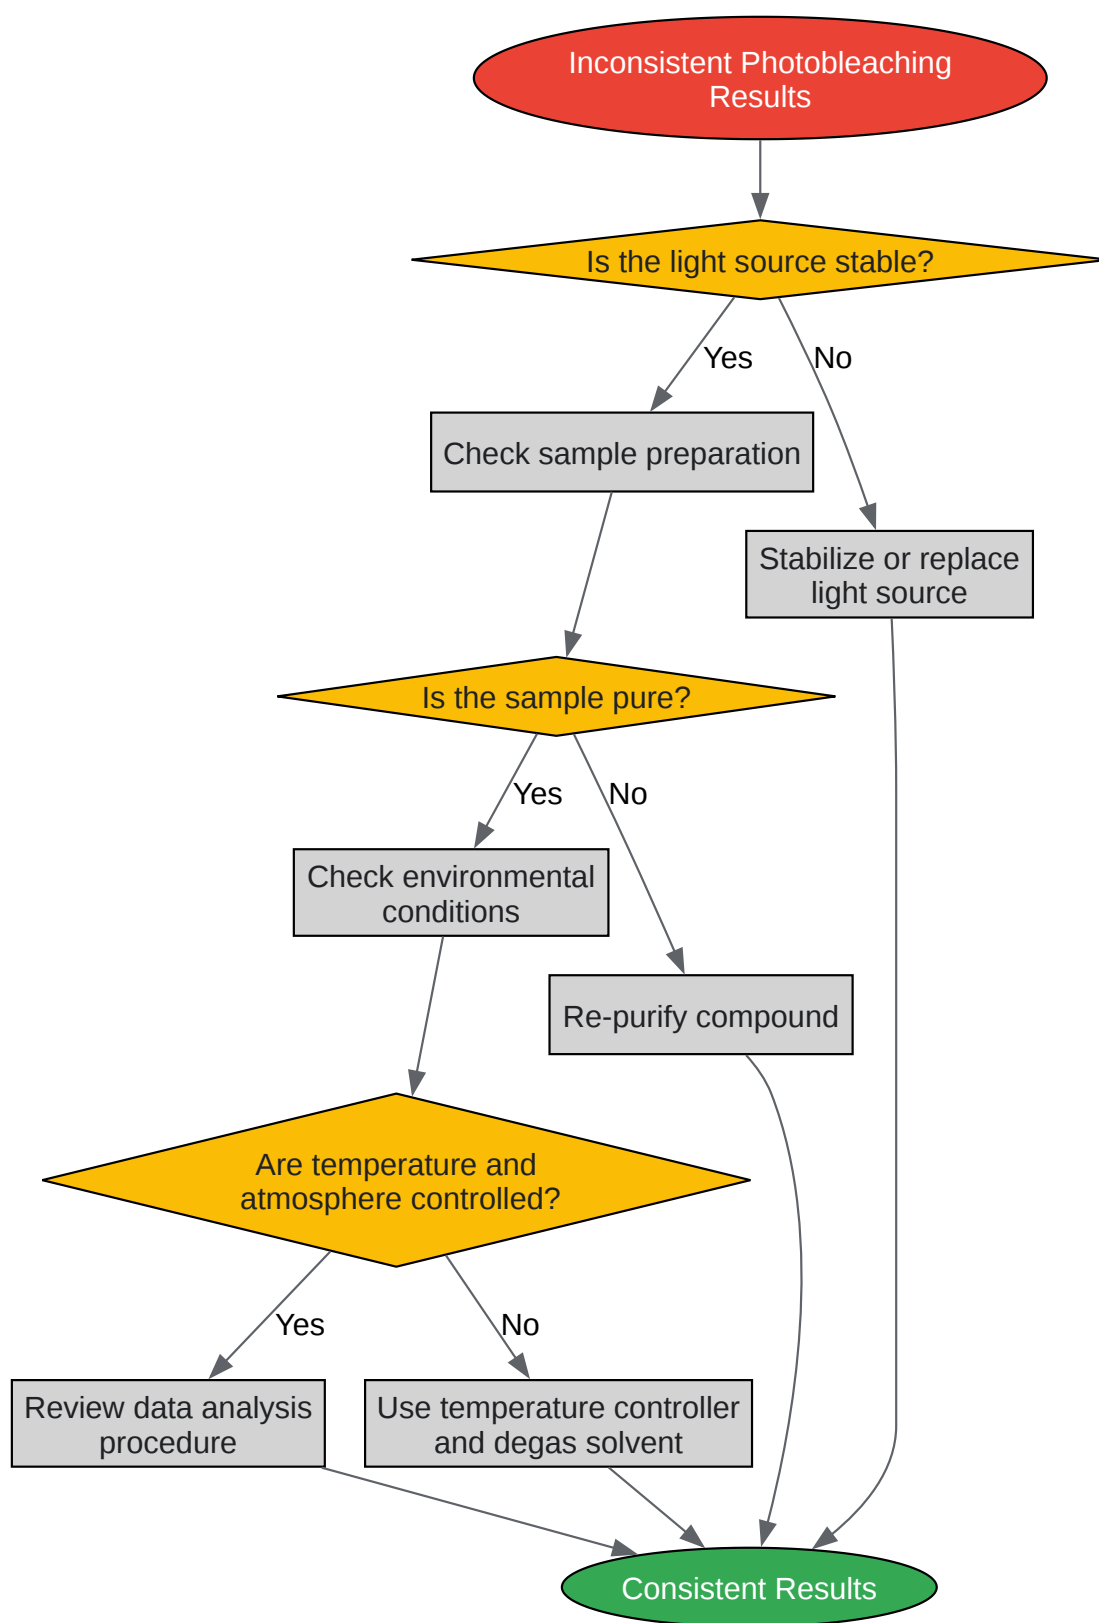 Inconsistent Photobleaching
Results
Is the light source stable?
Yes
No
Check sample preparation
Stabilize or replace
light source
Is the sample pure?
Yes
No
Check environmental
conditions
Re-purify compound
Are temperature and
atmosphere controlled?
Yes
No
Review data analysis
procedure
Use temperature controller
and degas solvent
Consistent Results